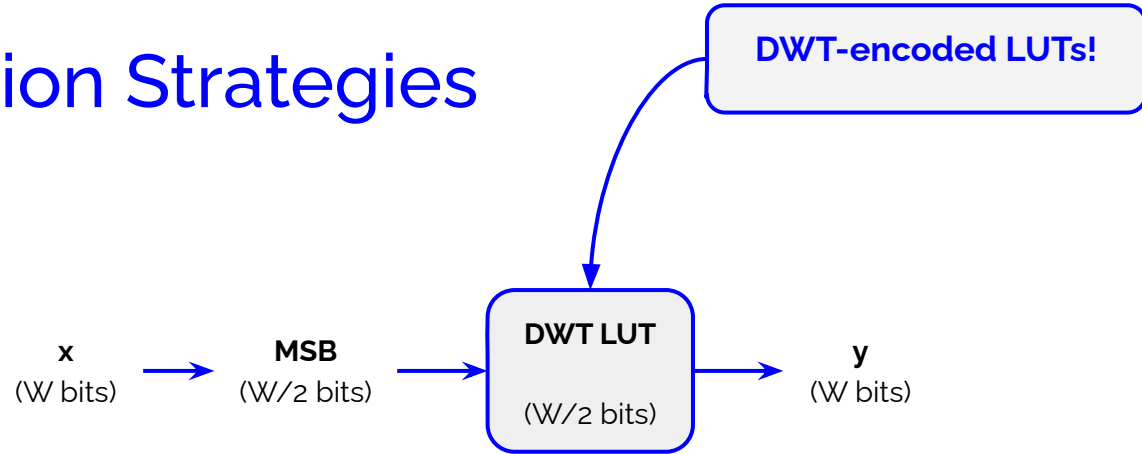 DWT-encoded LUTs!
ion Strategies
DWT LUT
x
MSB
y
(W bits)
(W/2 bits)
(W/2 bits)
(W bits)